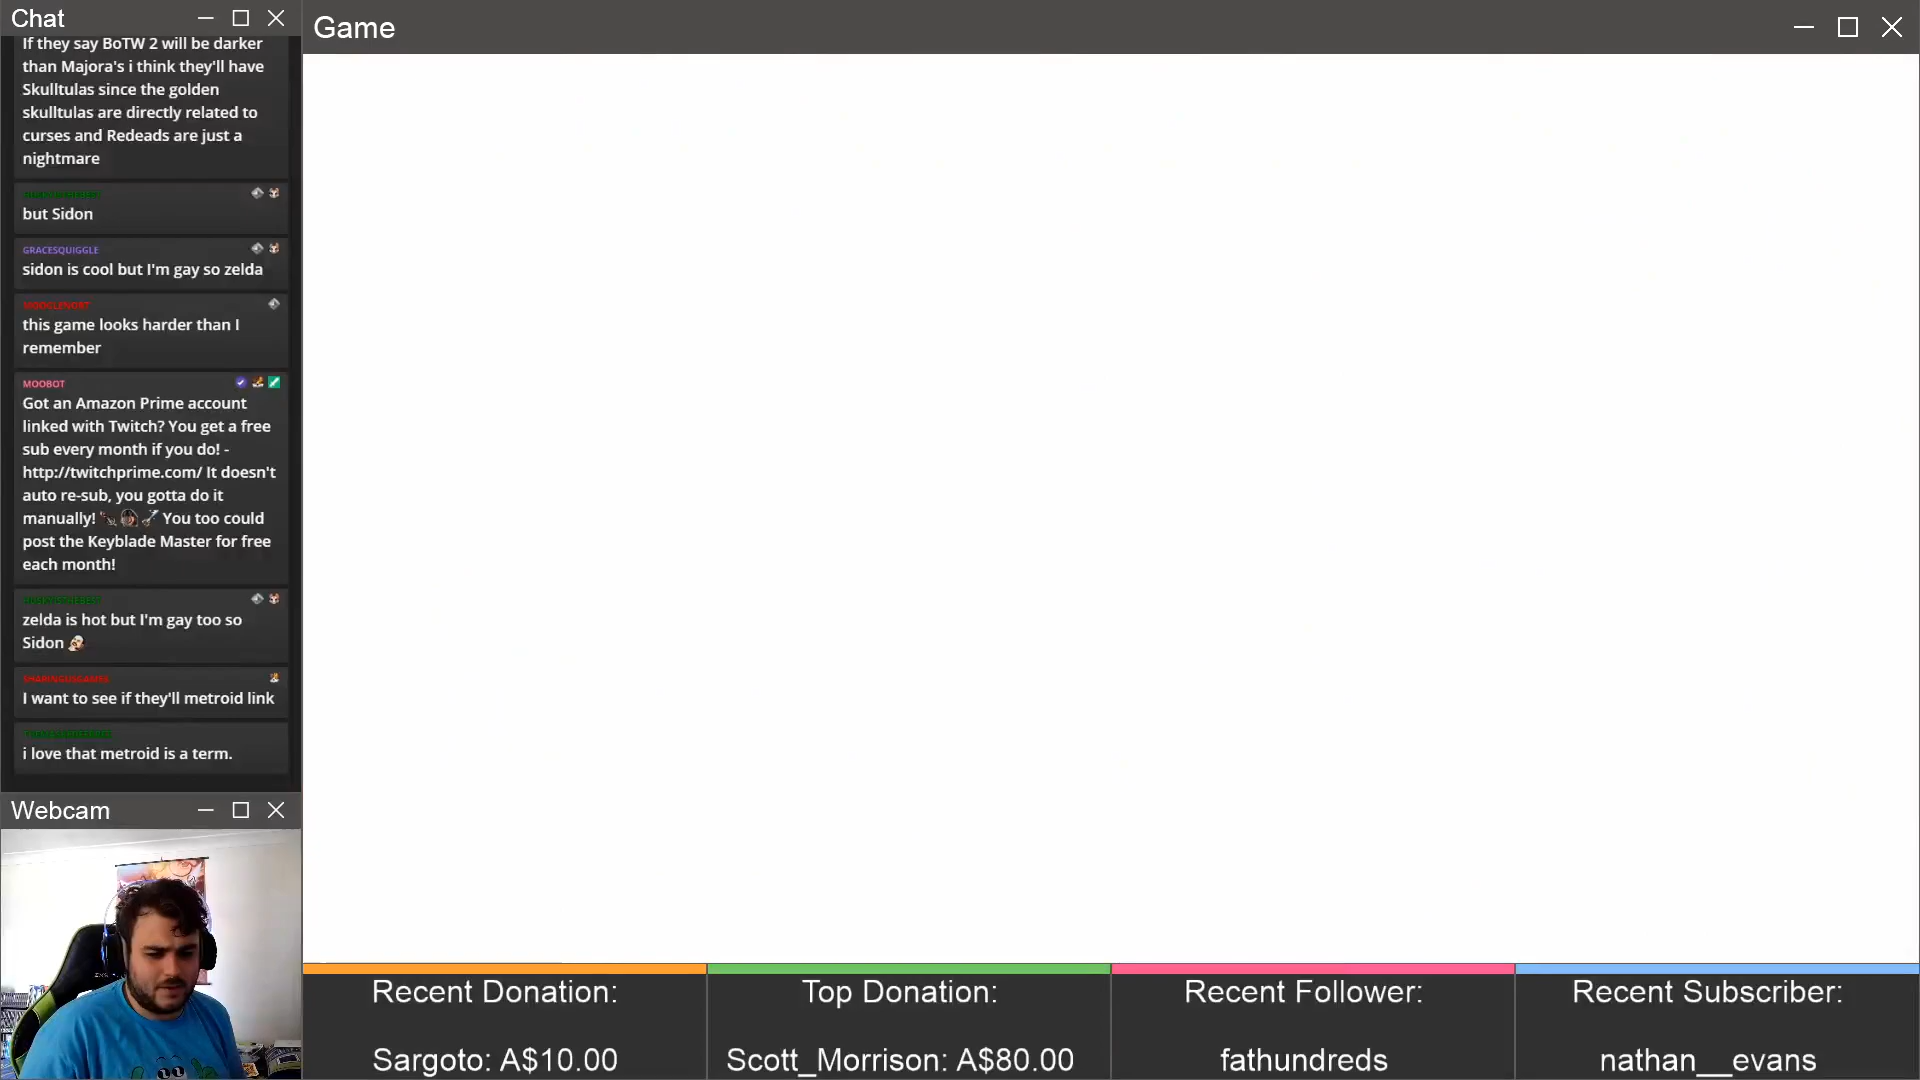 Chat
If they say BoTW 2 will be darker
than Majora's i think they'll have
Skulltulas since the golden
skulltulas are directly related to
curses and Redeads are just a
nightmare
but Sidon
GRACESQUIGGLE
sidon is cool but I'm gay so zelda
this game looks harder than I
remember
MOOBOT
Got an Amazon Prime account
linked with Twitch? You get a free
sub every month if you do! -
http://twitchprime.com/ It doesn't
auto re-sub, you gotta do it
manually! You too could
post the Keyblade Master for free
each month!
zelda is hot but I'm gay too so
Sidon
I want to see if they'll metroid link
i love that metroid is a term.
Webcam
Game
Recent Donation:
Sargoto: A$10.00
Top Donation:
Scott_Morrison: A$80.00
Recent Follower:
fathundreds
Recent Subscriber:
nathan__evans